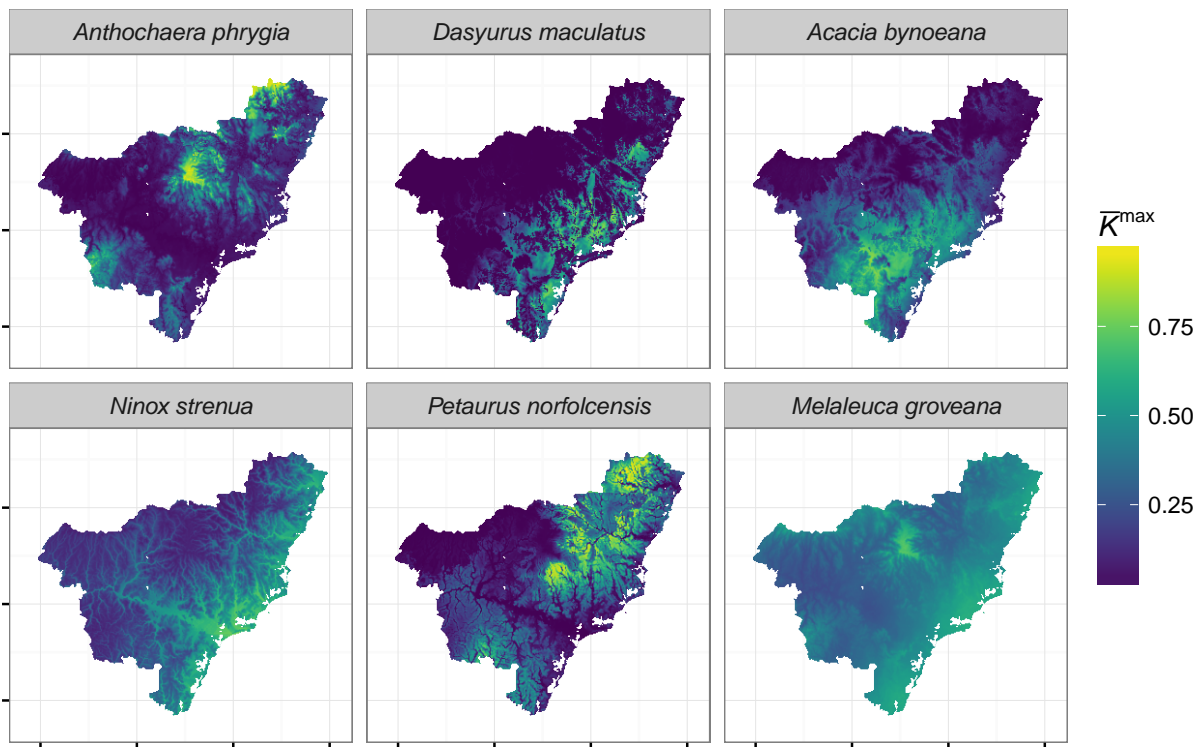 Anthochaera phrygia
Dasyurus maculatus
Acacia bynoeana
K̅max
0.75
0.50
0.25
Ninox strenua
Petaurus norfolcensis
Melaleuca groveana